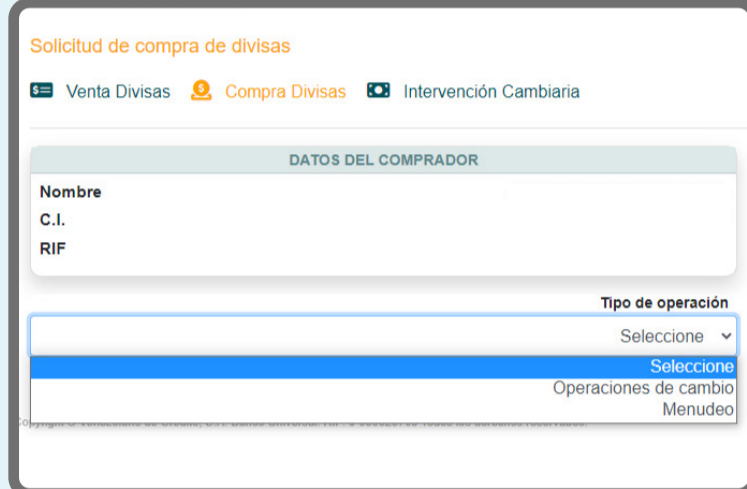 Solicitud de compra de divisas
Venta Divisas Compra Divisas Intervención Cambiaria
DATOS DEL COMPRADOR
Nombre
C.I.
RIF
Tipo de operación
Seleccione
Seleccione
Operaciones de cambio
Menudeo